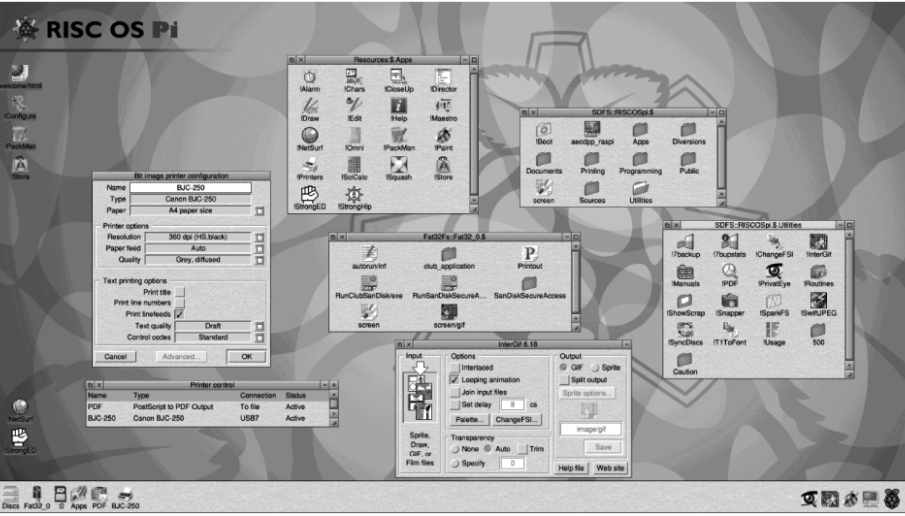 RISC OS Pi
welcome/html
!Configure
!PackMan
!Store
Resources:$.Apps
!Alarm !Chars !CloseUp !Director
!Draw !Edit !Help !Maestro
!NetSurf !Omni !PackMan !Paint
!Printers !SciCalc !Squash !Store
!StrongED !StrongHlp
SDFS::RISCOSpi.$
!Boot aecdpp_raspi Apps Diversions
Documents Printing Programming Public
screen Sources Utilities
Bit image printer configuration
Name BJC-250
Type Canon BJC-250
Paper A4 paper size
Printer options
Resolution 360 dpi (HS,black)
Paper feed Auto
Quality Grey, diffused
Text printing options
Print title
Print line numbers
Print linefeeds
Text quality Draft
Control codes Standard
Cancel Advanced... OK
Fat32Fs::Fat32_0.$
autorun/inf club_application Printout
RunClubSanDisk/exe RunSanDiskSecureA... SanDiskSecureAccess
screen screen/gif
SDFS::RISCOSpi.$.Utilities
!7backup !7bupstats !ChangeFSI !InterGif
!Manuals !PDF !PrivatEye !Routines
!ShowScrap !Snapper !SparkFS !SwiftJPEG
!SyncDiscs !T1ToFont !Usage 500
Caution
Printer control
Name Type Connection Status
PDF PostScript to PDF Output To file Active
BJC-250 Canon BJC-250 USB7 Active
InterGif 6.18
Input
Sprite,
Draw,
GIF, or
Film files
Options
Interlaced
Looping animation
Join input files
Set delay 8 cs
Palette... ChangeFSI...
Transparency
None Auto Trim
Specify 0
Output
GIF Sprite
Split output
Sprite options...
image/gif
Save
Help file Web site
!NetSurf
!StrongED
Discs Fat32_0 :0 Apps PDF BJC-250